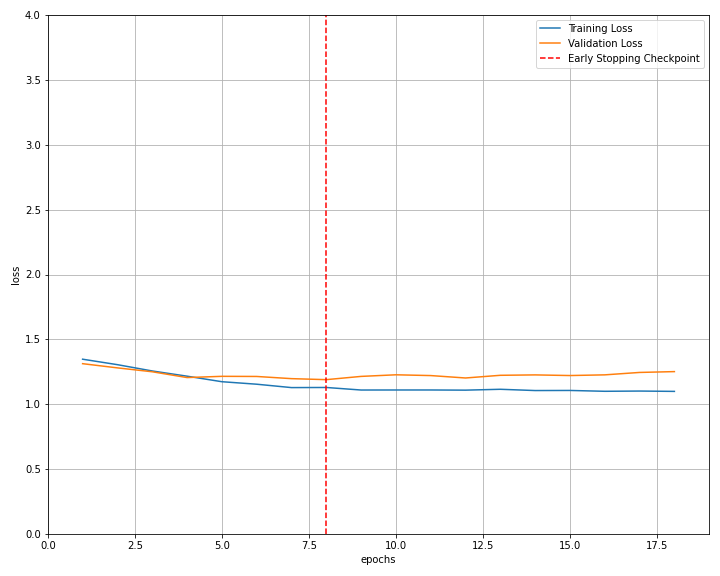 4.0
3.5
3.0
2.5
2.0
1.5
1.0
0.5
0.0
loss
0.0 2.5 5.0 7.5 10.0 12.5 15.0 17.5
epochs
Training Loss
Validation Loss
Early Stopping Checkpoint